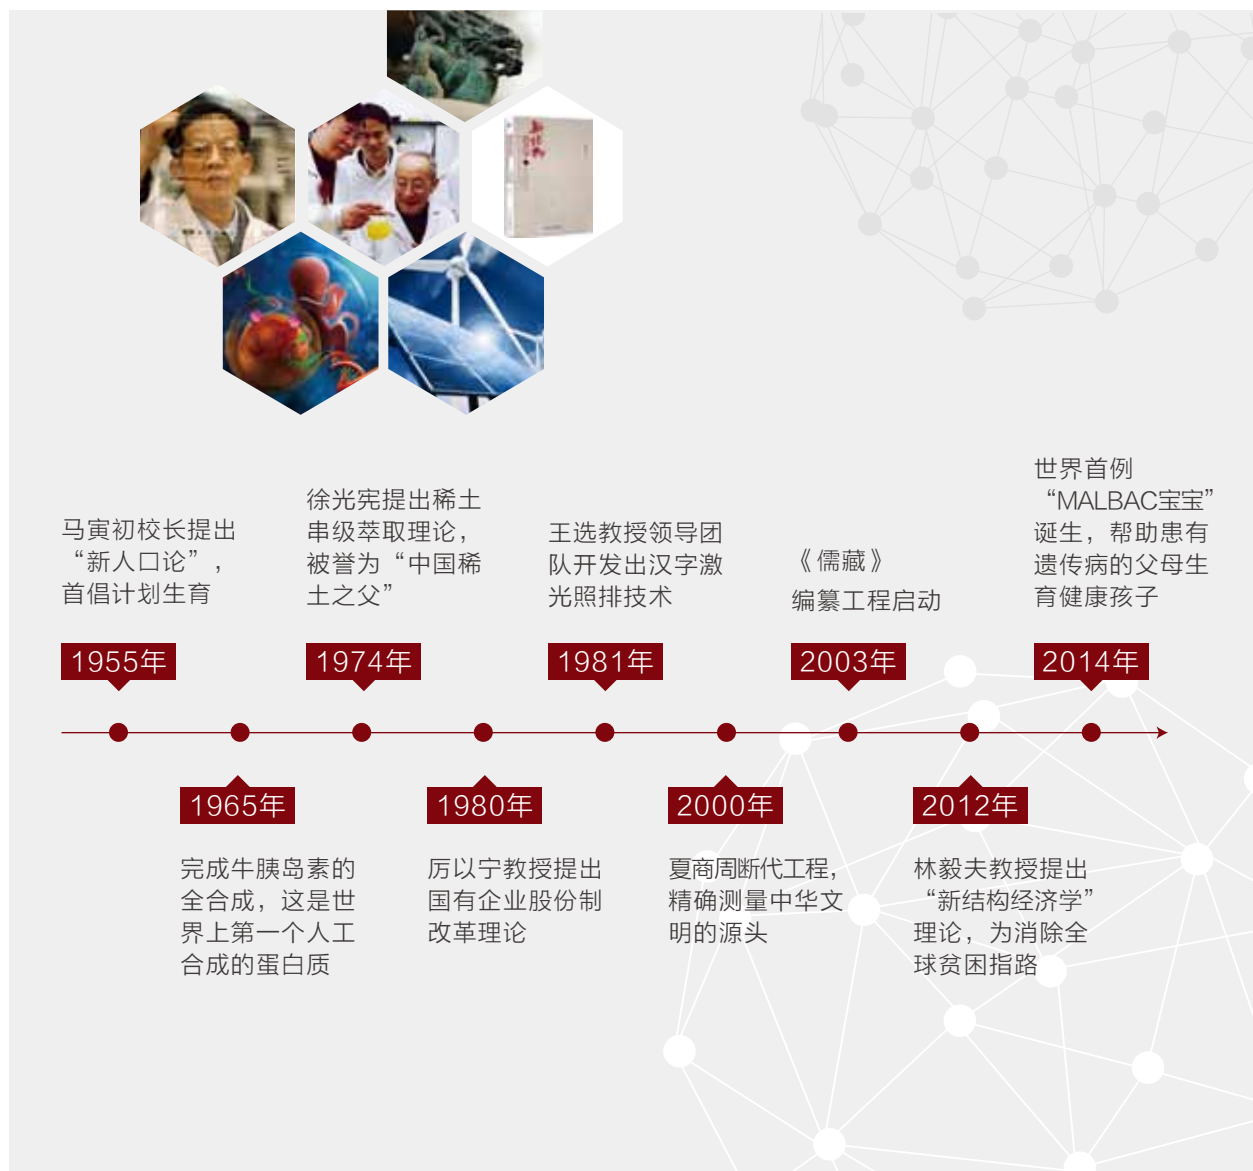 马寅初校长提出
“新人口论”，
首倡计划生育
1955年
1965年
完成牛胰岛素的
全合成，这是世
界上第一个人工
合成的蛋白质
徐光宪提出稀土
串级萃取理论，
被誉为“中国稀
土之父”
1974年
1980年
厉以宁教授提出
国有企业股份制
改革理论
王选教授领导团
队开发出汉字激
光照排技术
1981年
2000年
夏商周断代工程，
精确测量中华文
明的源头
《儒藏》
编纂工程启动
2003年
2012年
林毅夫教授提出
“新结构经济学”
理论，为消除全
球贫困指路
世界首例
“MALBAC宝宝”
诞生，帮助患有
遗传病的父母生
育健康孩子
2014年